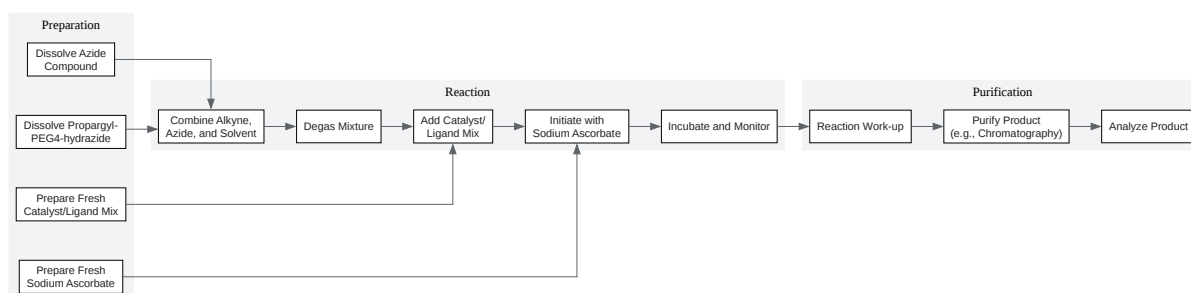 Preparation
Dissolve Azide
Compound
Dissolve Propargyl-
PEG4-hydrazide
Prepare Fresh
Catalyst/Ligand Mix
Prepare Fresh
Sodium Ascorbate
Reaction
Combine Alkyne,
Azide, and Solvent
Degas Mixture
Add Catalyst/
Ligand Mix
Initiate with
Sodium Ascorbate
Incubate and Monitor
Purification
Reaction Work-up
Purify Product
(e.g., Chromatography)
Analyze Product